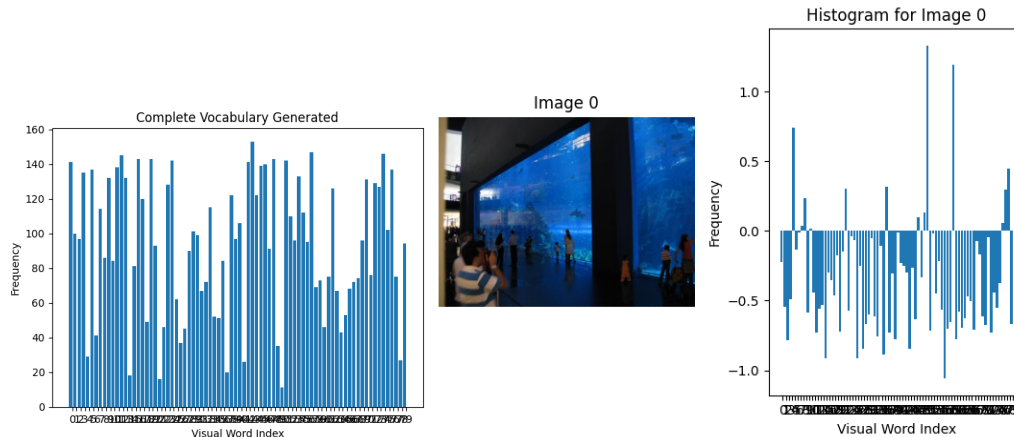 Complete Vocabulary Generated
160
140
120
100
80
60
40
20
0
Frequency
Visual Word Index
Image 0
Histogram for Image 0
1.0
0.5
0.0
−0.5
−1.0
Frequency
Visual Word Index